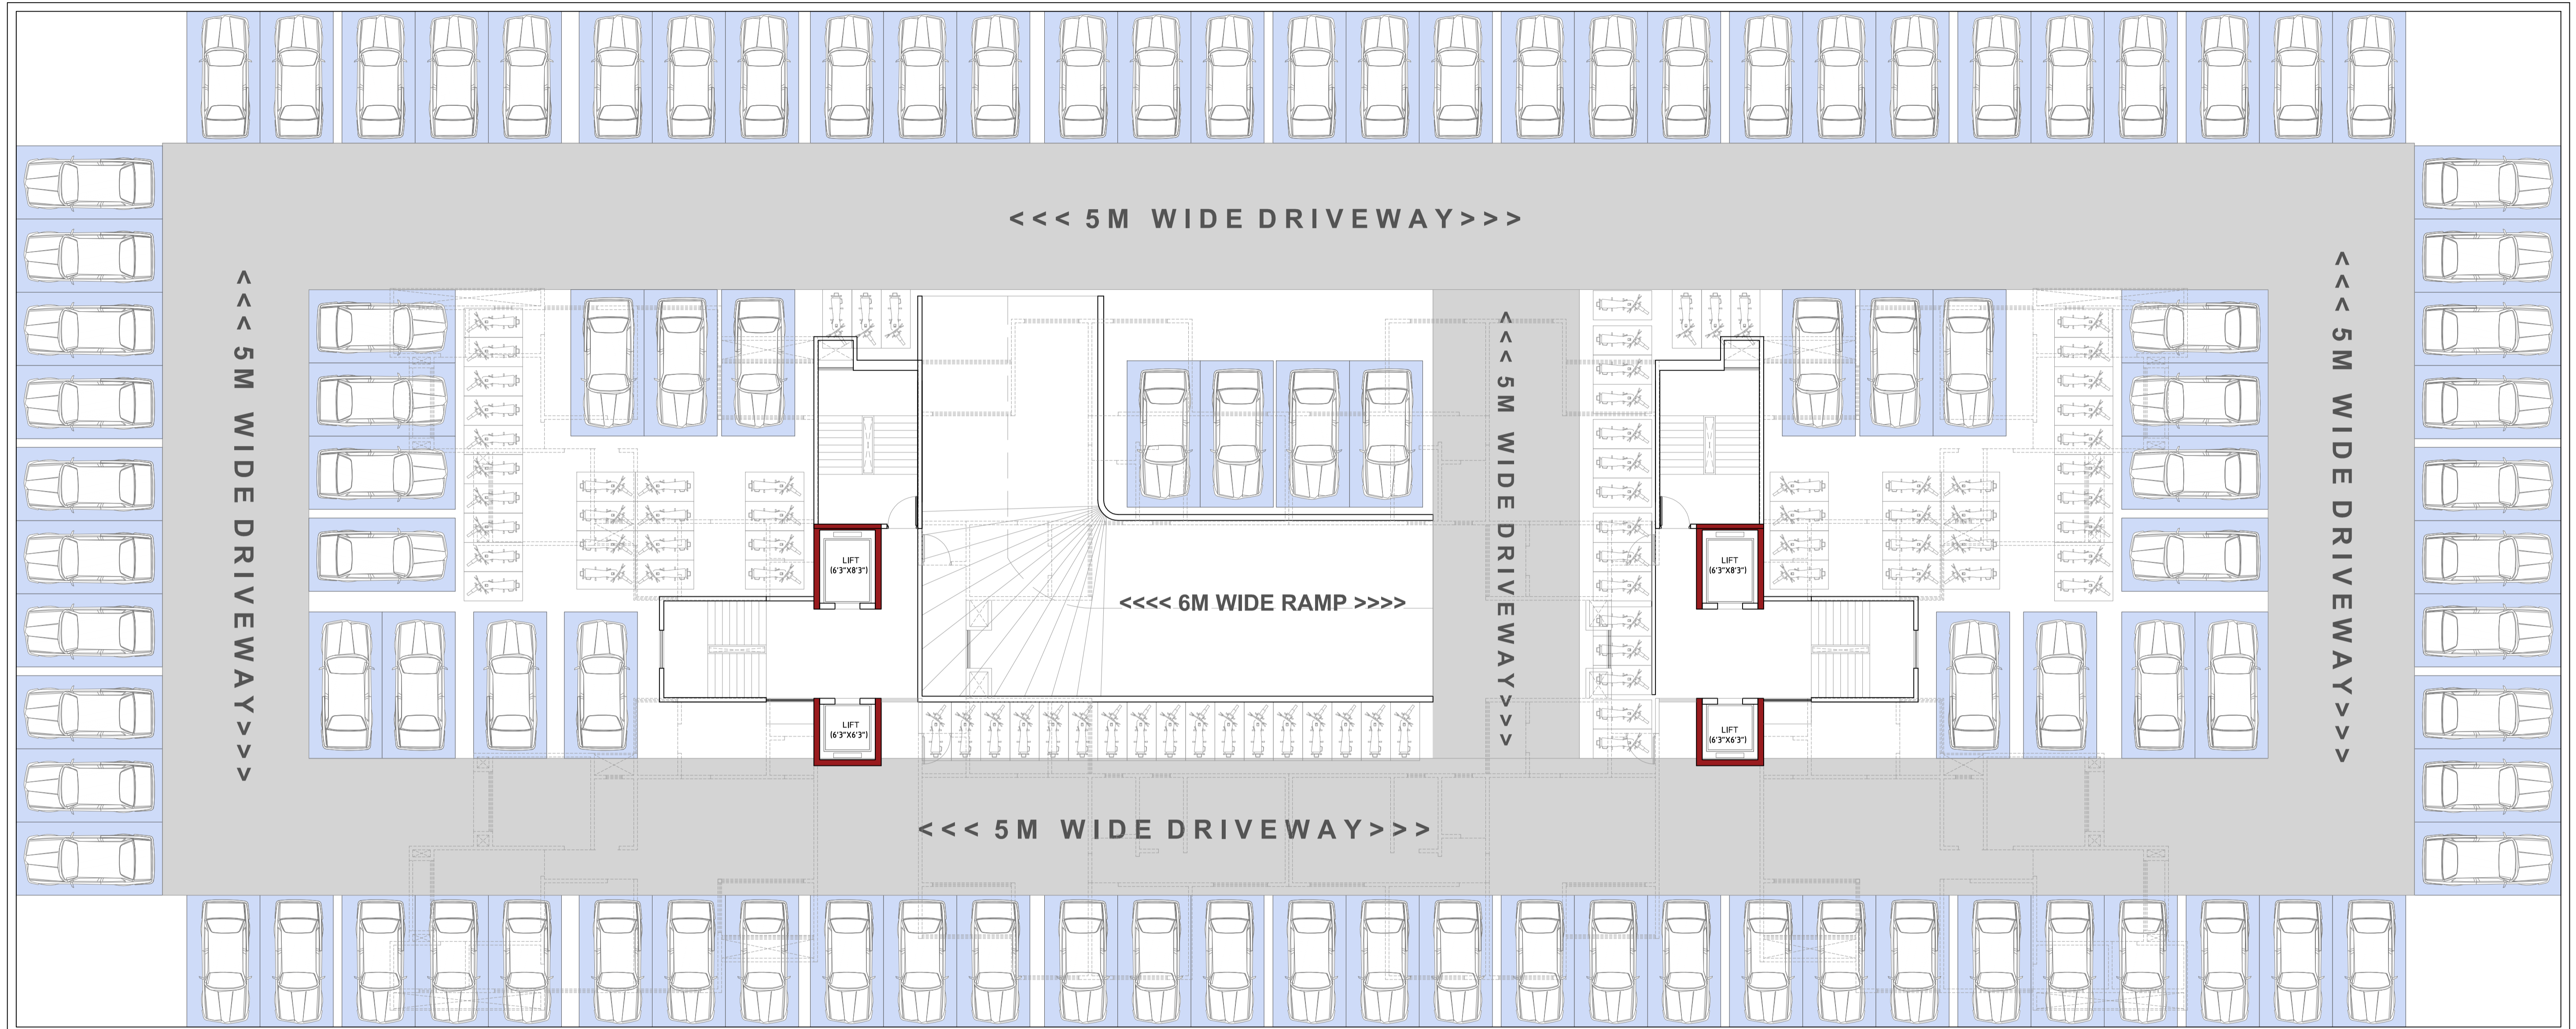 <<< 5M WIDE DRIVEWAY>>>
<<< 5M WIDE DRIVEWAY>>>
<<< 5M WIDE DRIVEWAY>>>
<<< 5M WIDE DRIVEWAY>>>
LIFT
(6'3"X8'3")
<<<< 6M WIDE RAMP >>>>
LIFT
(6'3"X8'3")
LIFT
(6'3"X6'3")
LIFT
(6'3"X6'3")
<<< 5M WIDE DRIVEWAY>>>